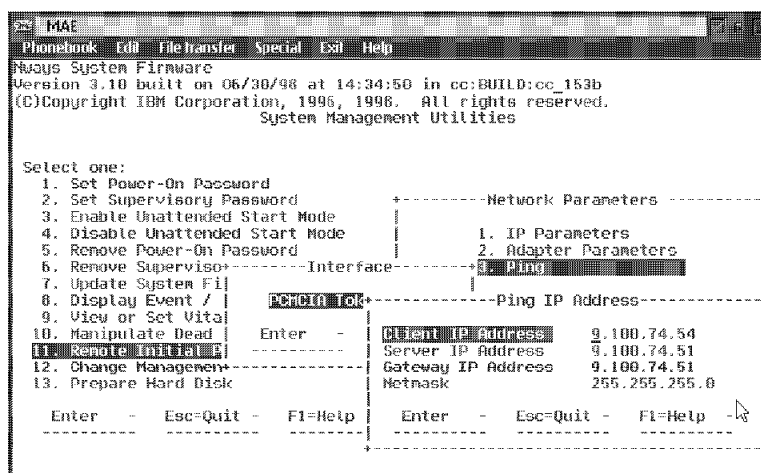 MAE
Phonebook Edit File transfer Special Exit Help
Nways System Firmware
Version 3.10 built on 06/30/98 at 14:34:50 in cc:BUILD:cc_153b
(C)Copyright IBM Corporation, 1996, 1998. All rights reserved.
System Management Utilities
Select one:
1. Set Power-On Password
2. Set Supervisory Password
3. Enable Unattended Start Mode
4. Disable Unattended Start Mode
5. Remove Power-On Password
6. Remove Superviso
7. Update System Fi
8. Display Event /
9. View or Set Vital
10. Manipulate Dead
11. Remote Initial P
12. Change Managemen
13. Prepare Hard Disk
Enter - Esc=Quit - F1=Help
Network Parameters
1. IP Parameters
2. Adapter Parameters
3. Ping
Interface
PCMCIA Tok
Enter -
Ping IP Address
Client IP Address 9.100.74.54
Server IP Address 9.100.74.51
Gateway IP Address 9.100.74.51
Netmask 255.255.255.0
Enter - Esc=Quit - F1=Help -